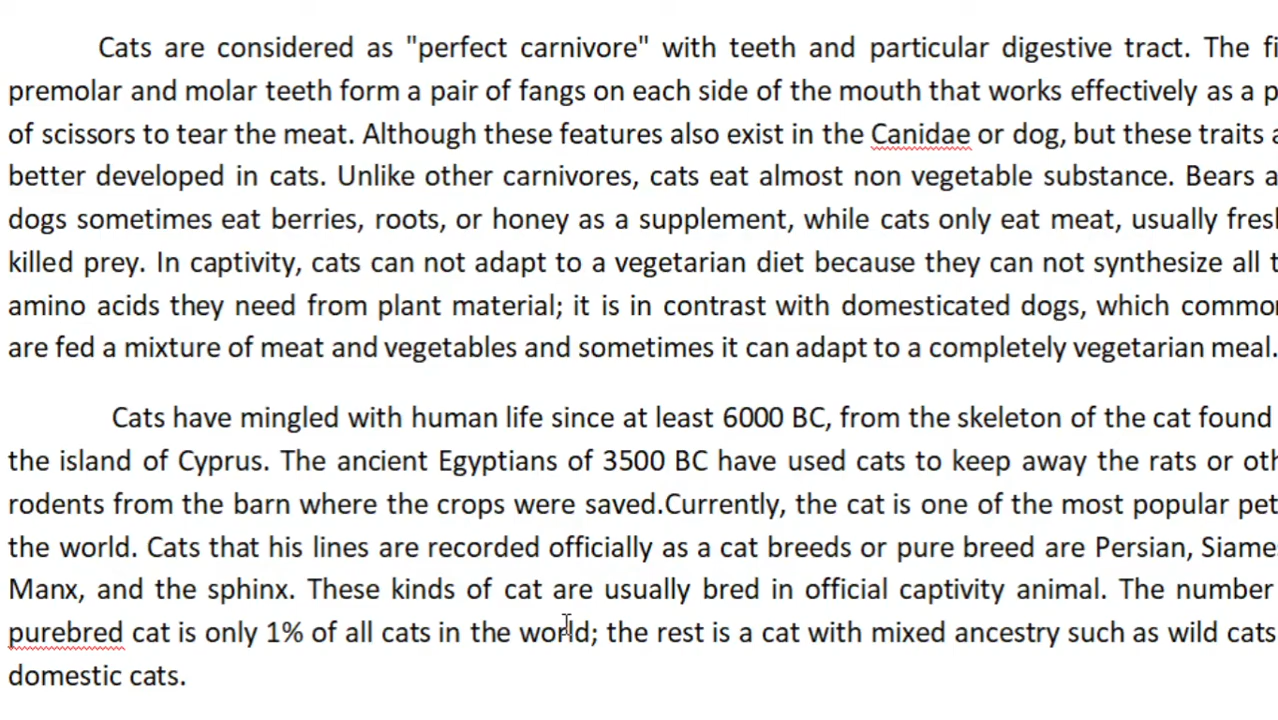 Cats are considered as "perfect carnivore" with teeth and particular digestive tract. The
premolar and molar teeth form a pair of fangs on each side of the mouth that works effectively as a
of scissors to tear the meat. Although these features also exist in the Canidae or dog, but these traits
better developed in cats. Unlike other carnivores, cats eat almost non vegetable substance. Bears
dogs sometimes eat berries, roots, or honey as a supplement, while cats only eat meat, usually
killed prey. In captivity, cats can not adapt to a vegetarian diet because they can not synthesize all
amino acids they need from plant material; it is in contrast with domesticated dogs, which
are fed a mixture of meat and vegetables and sometimes it can adapt to a completely vegetarian meal.
Cats have mingled with human life since at least 6000 BC, from the skeleton of the cat found
the island of Cyprus. The ancient Egyptians of 3500 BC have used cats to keep away the rats or
rodents from the barn where the crops were saved.Currently, the cat is one of the most popular
the world. Cats that his lines are recorded officially as a cat breeds or pure breed are Persian,
Manx, and the sphinx. These kinds of cat are usually bred in official captivity animal. The number
purebred cat is only 1% of all cats in the world; the rest is a cat with mixed ancestry such as wild cats
domestic cats.